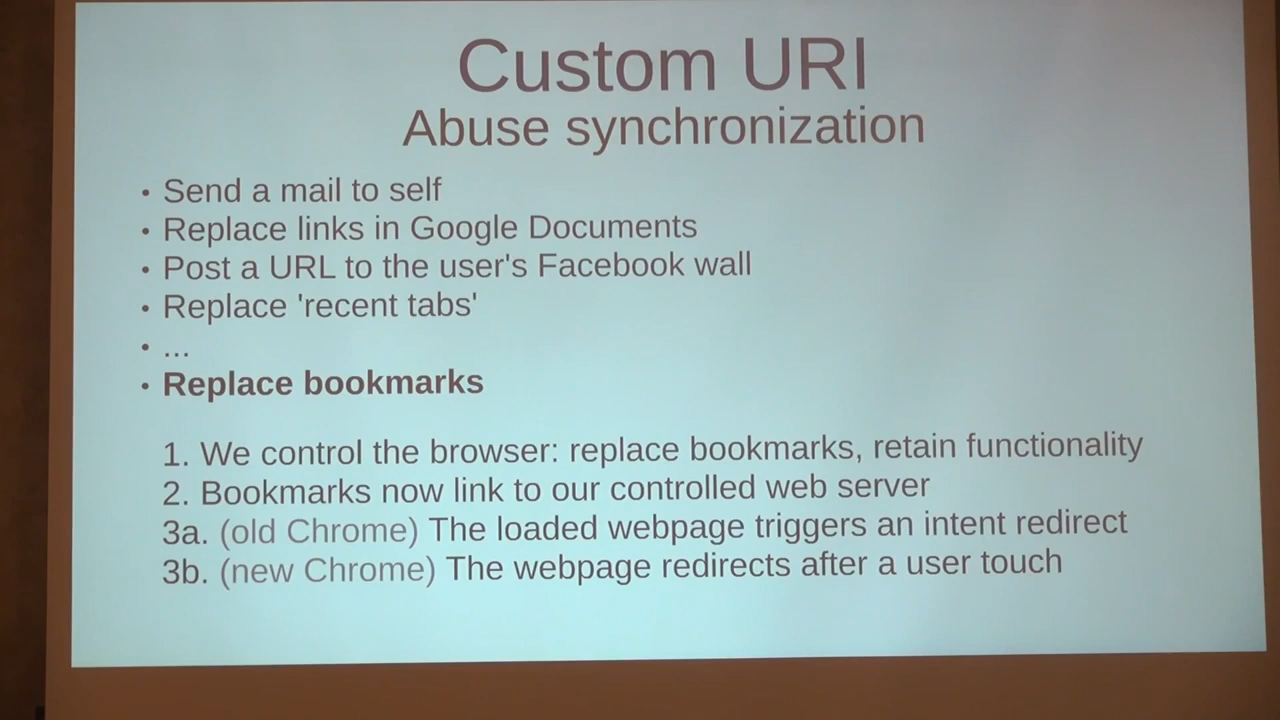 Custom URI
Abuse synchronization
• Send a mail to self
• Replace links in Google Documents
• Post a URL to the user's Facebook wall
• Replace 'recent tabs'
• ...
• Replace bookmarks
1. We control the browser: replace bookmarks, retain functionality
2. Bookmarks now link to our controlled web server
3a. (old Chrome) The loaded webpage triggers an intent redirect
3b. (new Chrome) The webpage redirects after a user touch